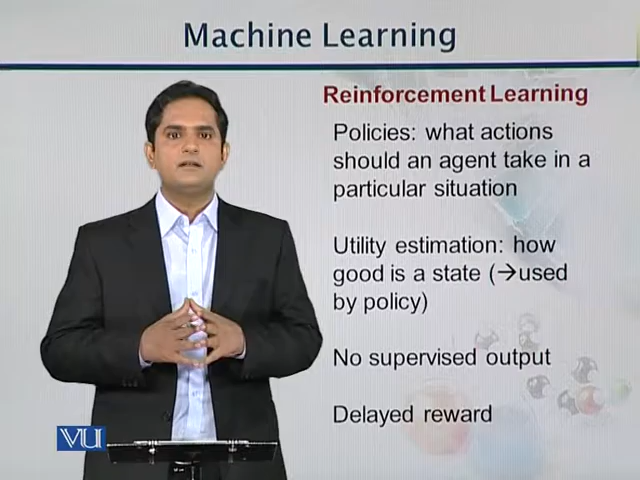 Machine Learning
Reinforcement Learning
Policies: what actions
should an agent take in a
particular situation
Utility estimation: how
good is a state (→used
by policy)
No supervised output
Delayed reward
VU